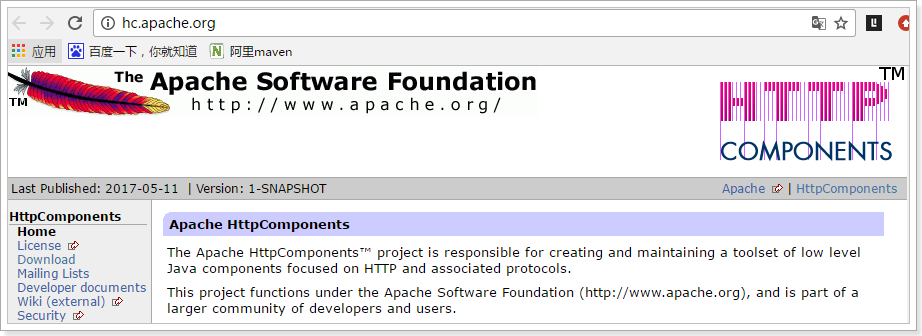 hc.apache.org
应用 百度一下，你就知道 阿里maven
The Apache Software Foundation
http://www.apache.org/
TM
TM
HTTP
COMPONENTS
Last Published: 2017-05-11 | Version: 1-SNAPSHOT
Apache | HttpComponents
HttpComponents
Home
License
Download
Mailing Lists
Developer documents
Wiki (external)
Security
Apache HttpComponents
The Apache HttpComponents™ project is responsible for creating and maintaining a toolset of low level
Java components focused on HTTP and associated protocols.
This project functions under the Apache Software Foundation (http://www.apache.org), and is part of a
larger community of developers and users.